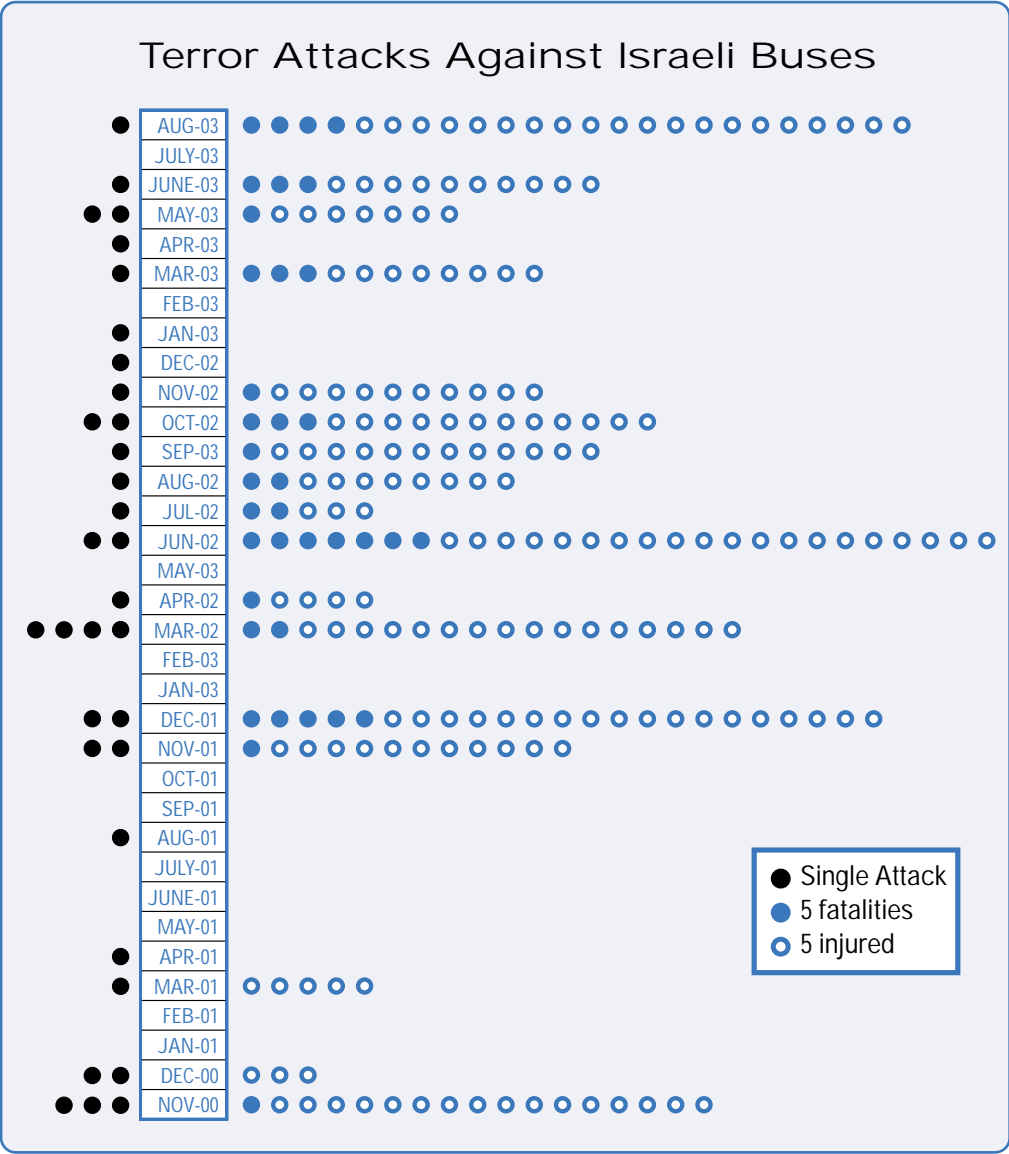 Terror Attacks Against Israeli Buses
AUG-03
JULY-03
JUNE-03
MAY-03
APR-03
MAR-03
FEB-03
JAN-03
DEC-02
NOV-02
OCT-02
SEP-03
AUG-02
JUL-02
JUN-02
MAY-03
APR-02
MAR-02
FEB-03
JAN-03
DEC-01
NOV-01
OCT-01
SEP-01
AUG-01
JULY-01
JUNE-01
MAY-01
APR-01
MAR-01
FEB-01
JAN-01
DEC-00
NOV-00
Single Attack
5 fatalities
5 injured